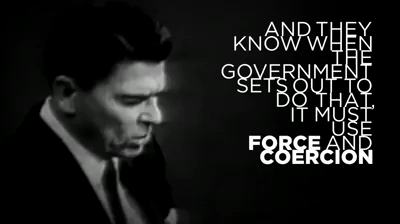 AND THEY
KNOW WHEN
THE
GOVERNMENT
SETS OUT TO
DO THAT,
IT MUST
USE
FORCE AND
COERCION